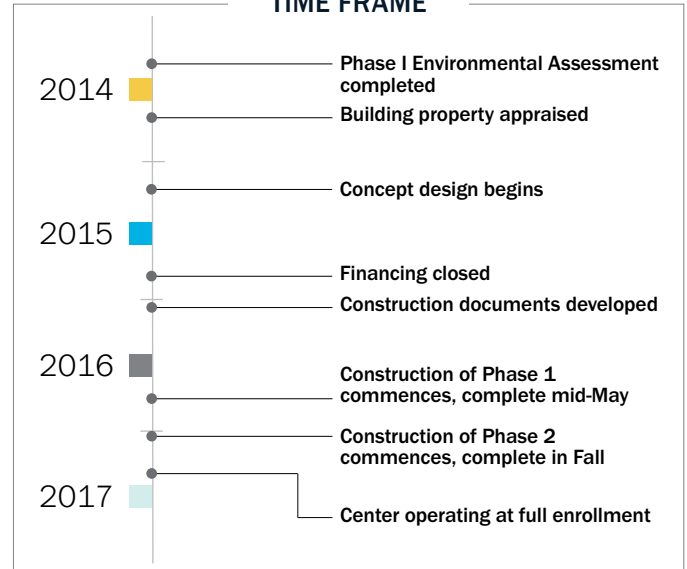 TIME FRAME
2014
Phase I Environmental Assessment
completed
Building property appraised
Concept design begins
2015
Financing closed
Construction documents developed
2016
Construction of Phase 1
commences, complete mid-May
Construction of Phase 2
commences, complete in Fall
2017
Center operating at full enrollment